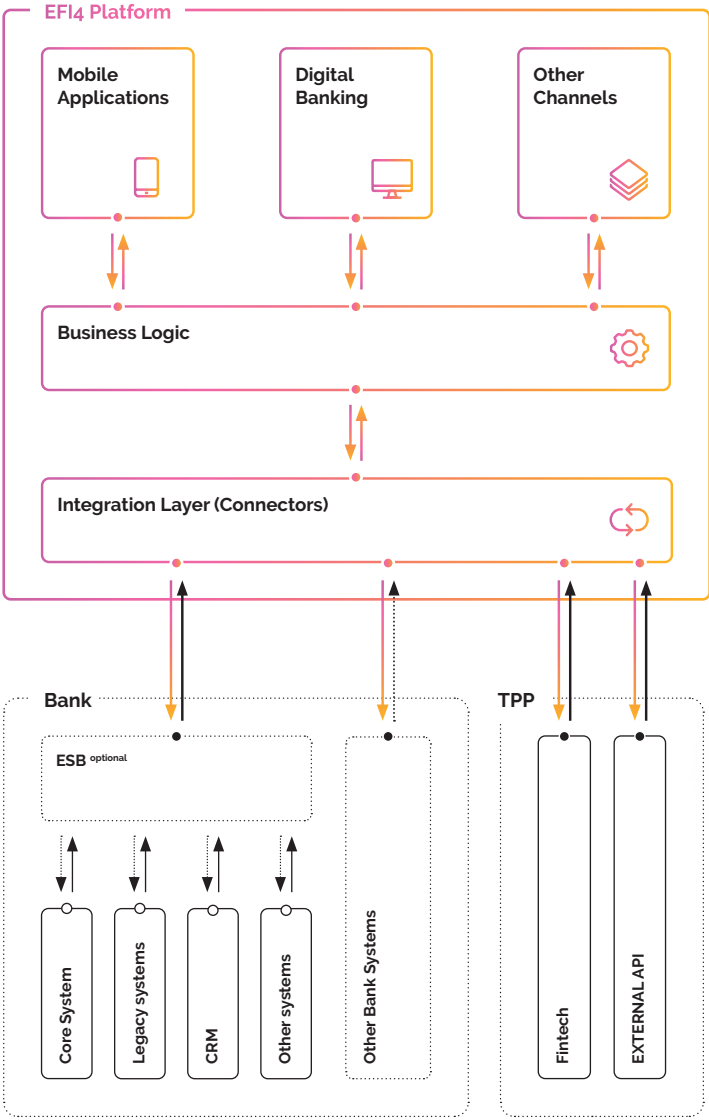 EFI4 Platform
Mobile
Applications
Digital
Banking
Other
Channels
Business Logic
Integration Layer (Connectors)
Bank
TPP
ESB optional
Core System
Legacy systems
CRM
Other systems
Other Bank Systems
Fintech
EXTERNAL API